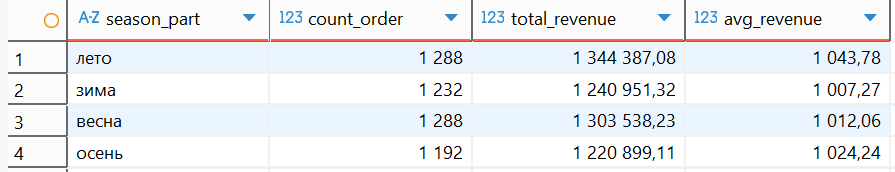 A-Z season_part 123 count_order 123 total_revenue 123 avg_revenue
1 лето 1 288 1 344 387,08 1 043,78
2 зима 1 232 1 240 951,32 1 007,27
3 весна 1 288 1 303 538,23 1 012,06
4 осень 1 192 1 220 899,11 1 024,24